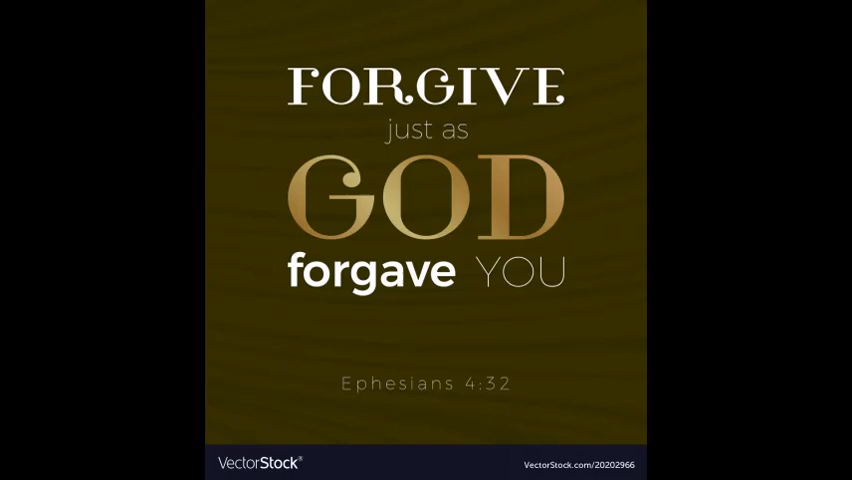 FORGIVE
just as
GOD
forgave YOU
Ephesians 4:32
VectorStock®
VectorStock.com/20202966